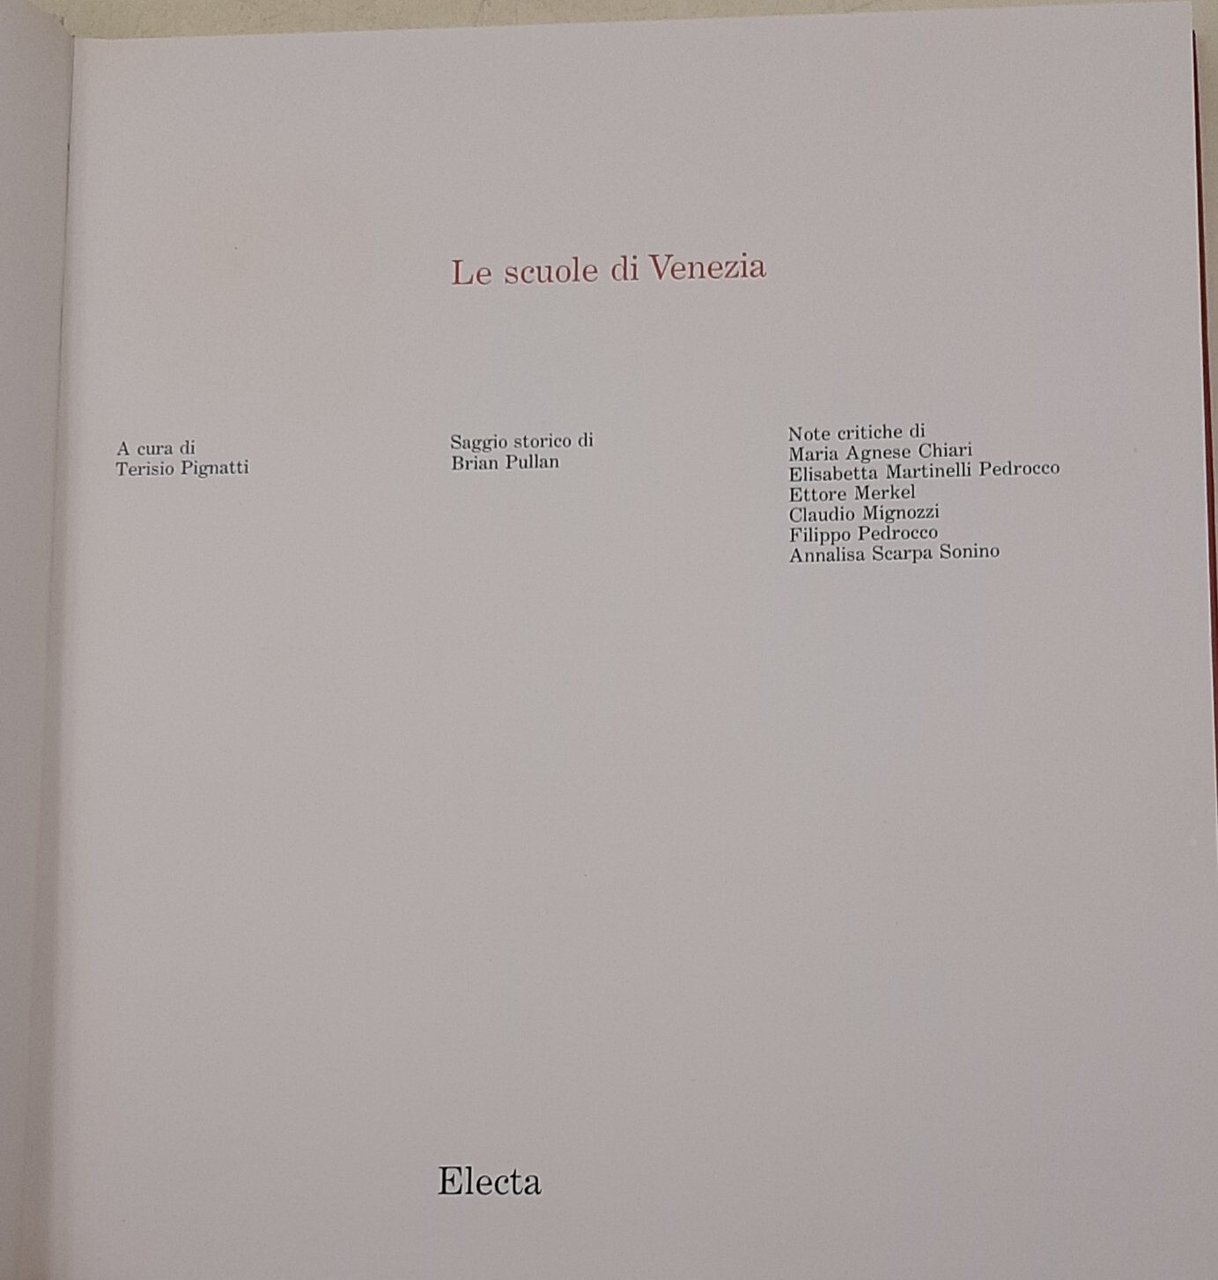 Le scuole di Venezia
A cura di
Terisio Pignatti
Saggio storico di
Brian Pullan
Note critiche di
Maria Agnese Chiari
Elisabetta Martinelli Pedrocco
Ettore Merkel
Claudio Mignozzi
Filippo Pedrocco
Annalisa Scarpa Sonino
Electa